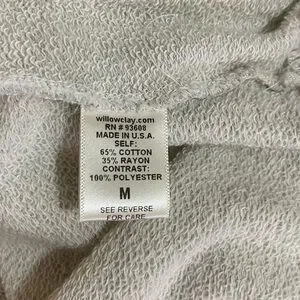 willowclay.com
RN # 93608
MADE IN U.S.A.
SELF:
65% COTTON
35% RAYON
CONTRAST:
100% POLYESTER
M
SEE REVERSE
FOR CARE